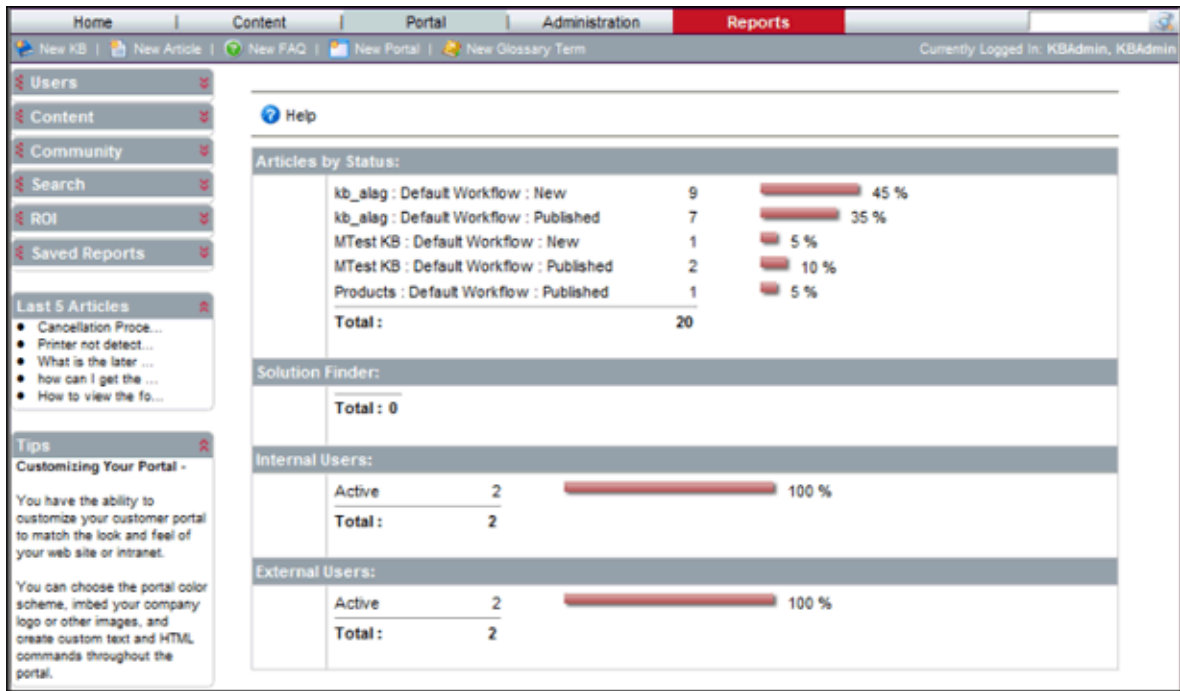 Home | Content | Portal | Administration Reports
New KB | New Article | New FAQ | New Portal | New Glossary Term
Currently Logged In: KBAdmin, KBAdmin
Users
Content
Community
Search
ROI
Saved Reports
Last 5 Articles
• Cancellation Proce...
• Printer not detect...
• What is the later ...
• how can I get the ...
• How to view the fo...
Tips
Customizing Your Portal -
You have the ability to
customize your customer portal
to match the look and feel of
your web site or intranet.
You can choose the portal color
scheme, imbed your company
logo or other images, and
create custom text and HTML
commands throughout the
portal.
Help
Articles by Status:
kb_alag : Default Workflow : New 9 45 %
kb_alag : Default Workflow : Published 7 35 %
MTest KB : Default Workflow : New 1 5 %
MTest KB : Default Workflow : Published 2 10 %
Products : Default Workflow : Published 1 5 %
Total : 20
Solution Finder:
Total : 0
Internal Users:
Active 2 100 %
Total : 2
External Users:
Active 2 100 %
Total : 2